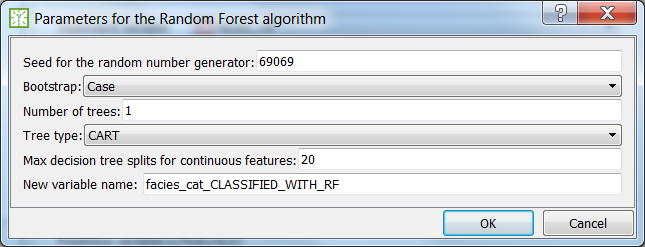 Parameters for the Random Forest algorithm
Seed for the random number generator: 69069
Bootstrap: Case
Number of trees: 1
Tree type: CART
Max decision tree splits for continuous features: 20
New variable name: facies_cat_CLASSIFIED_WITH_RF
OK Cancel